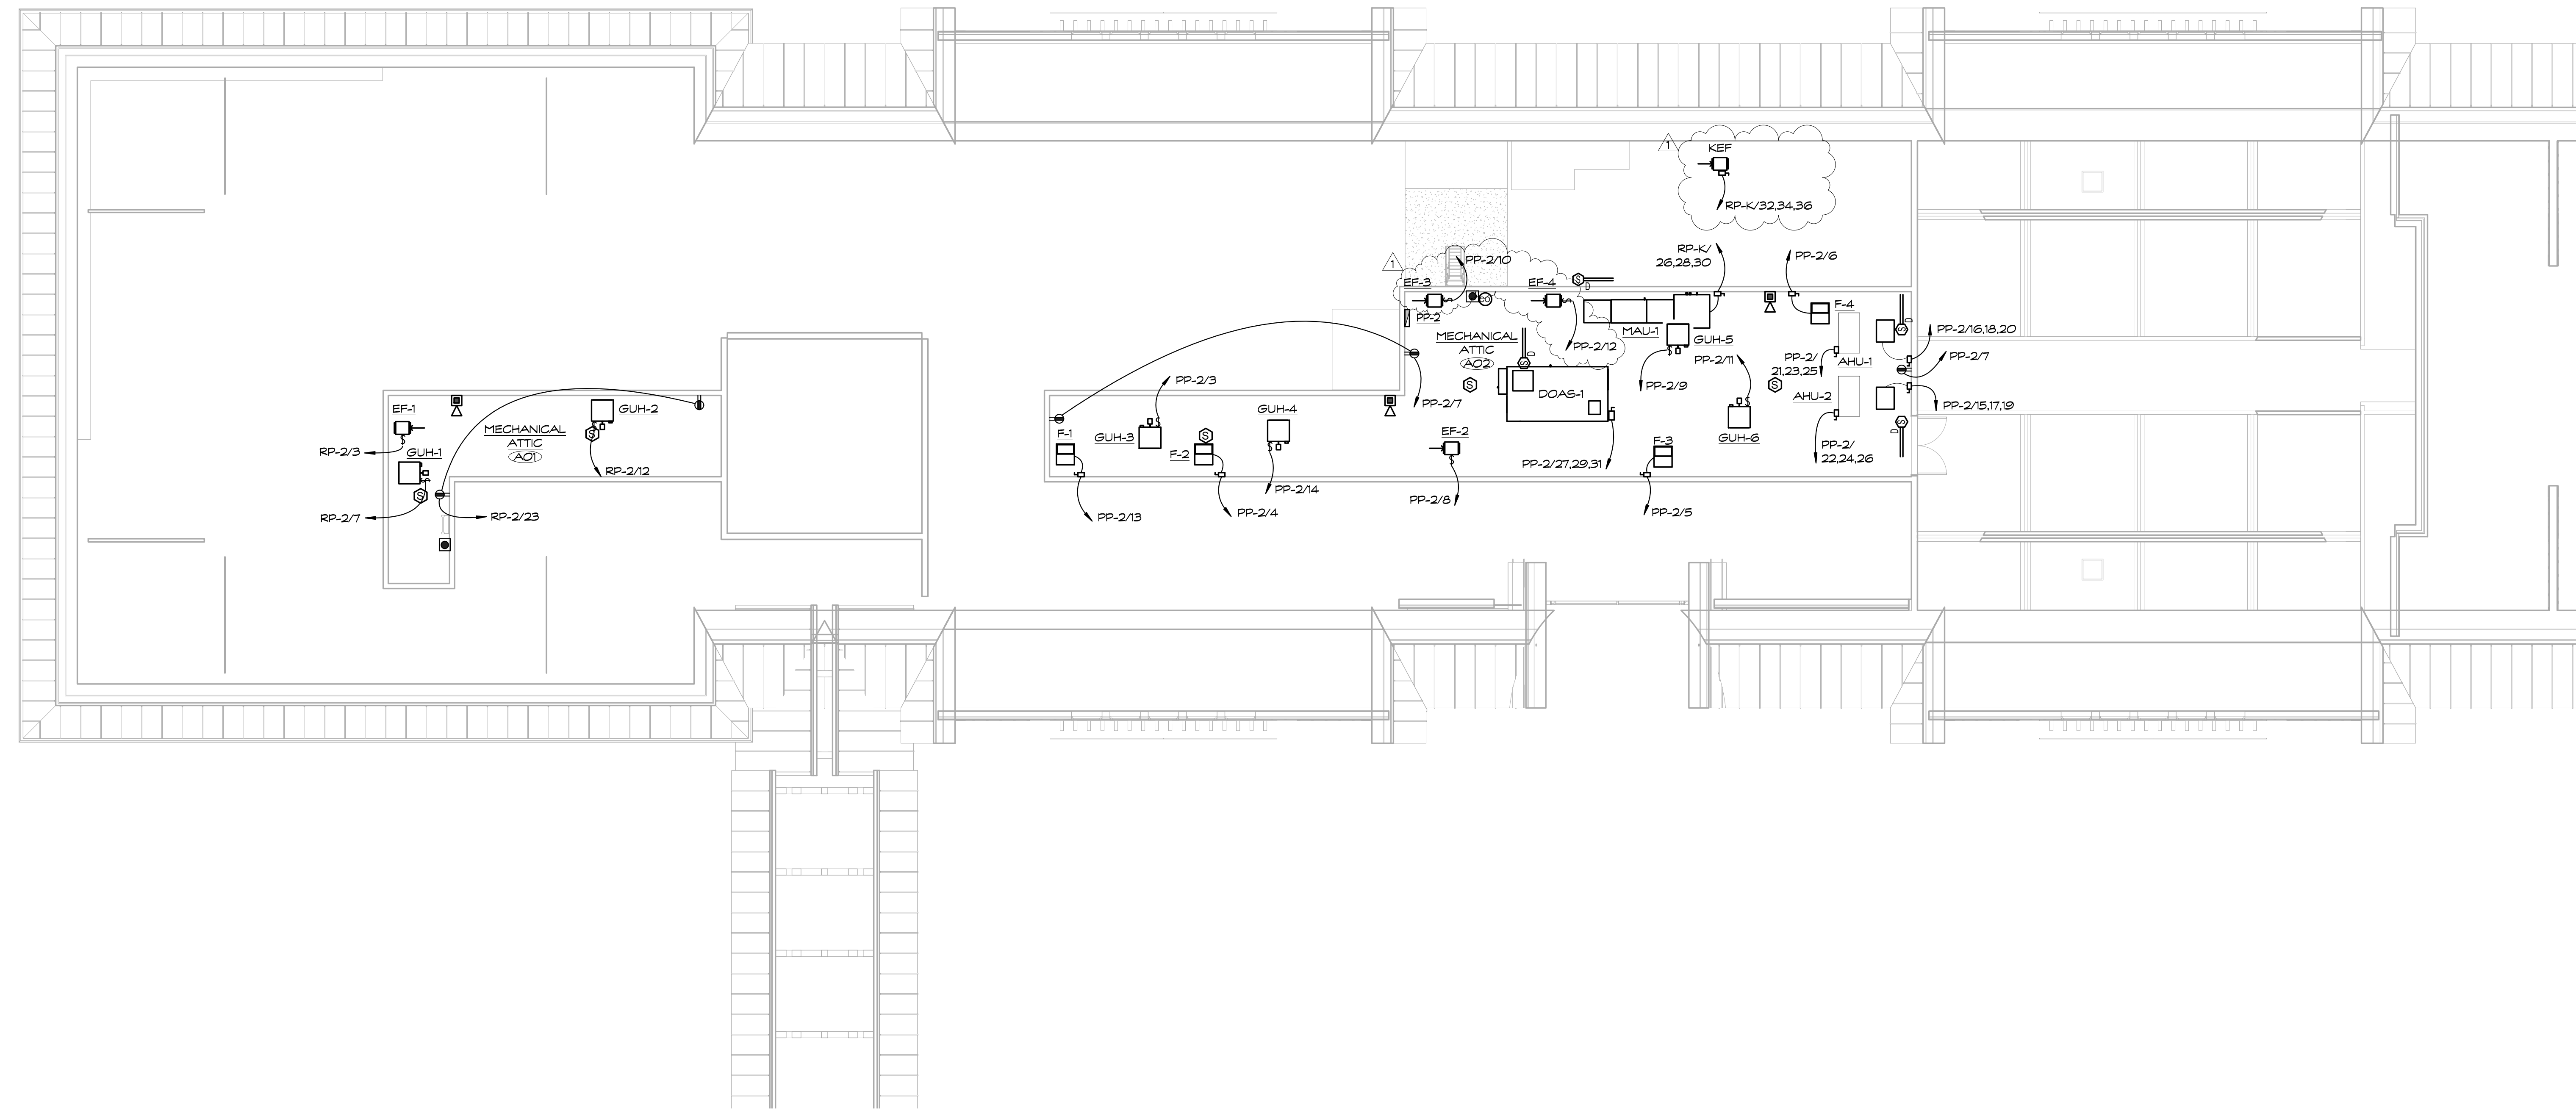 1
KEF
RP-K/32,34,36
RP-K/
26,28,30
PP-2/6
1
PP-2/10
EF-3
EF-4
S
D
CO
PP-2
F-4
MAU-1
GUH-5
PP-2/12
MECHANICAL
ATTIC
A02
S
D
S
D
PP-2/16,18,20
PP-2/7
PP-2/
21,23,25
AHU-1
PP-2/11
PP-2/9
PP-2/3
S
S
DOAS-1
AHU-2
PP-2/15,17,19
PP-2/7
EF-1
GUH-2
MECHANICAL
ATTIC
A01
S
RP-2/3
GUH-1
RP-2/12
S
RP-2/7
RP-2/23
GUH-4
F-1
GUH-3
S
F-2
EF-2
F-3
GUH-6
S
D
PP-2/
22,24,26
PP-2/27,29,31
PP-2/14
PP-2/8
PP-2/13
PP-2/4
PP-2/5